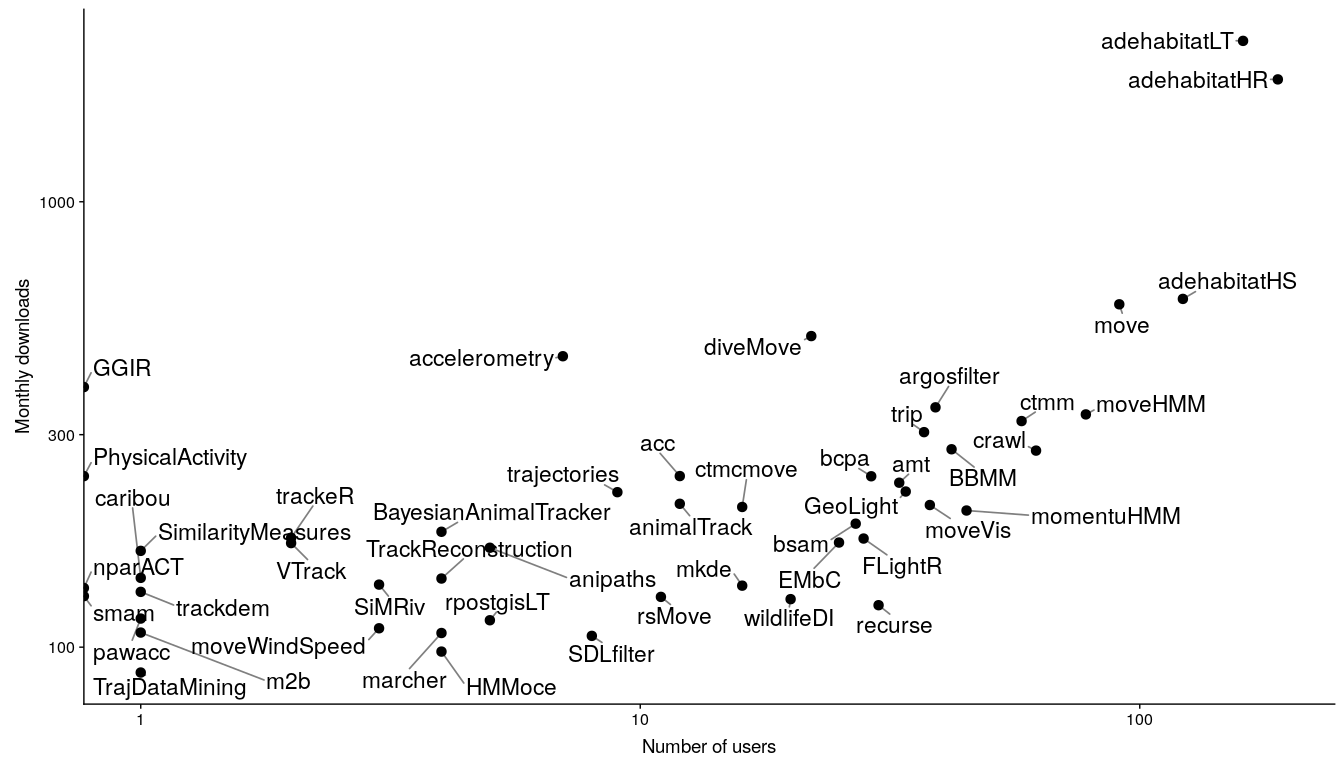 adehabitatLT
adehabitatHR
1000
adehabitatHS
move
Monthly downloads
diveMove
accelerometry
GGIR
argosfilter
ctmm
moveHMM
trip
300
crawl
acc
PhysicalActivity
bcpa
amt
ctmcmove
trajectories
BBMM
caribou
trackeR
GeoLight
BayesianAnimalTracker
momentuHMM
animalTrack
moveVis
SimilarityMeasures
bsam
TrackReconstruction
nparACT
VTrack
mkde
FLightR
anipaths
EMbC
rpostgisLT
SiMRiv
trackdem
smam
rsMove
wildlifeDI
recurse
100
moveWindSpeed
pawacc
SDLfilter
marcher
m2b
TrajDataMining
HMMoce
1
10
100
Number of users